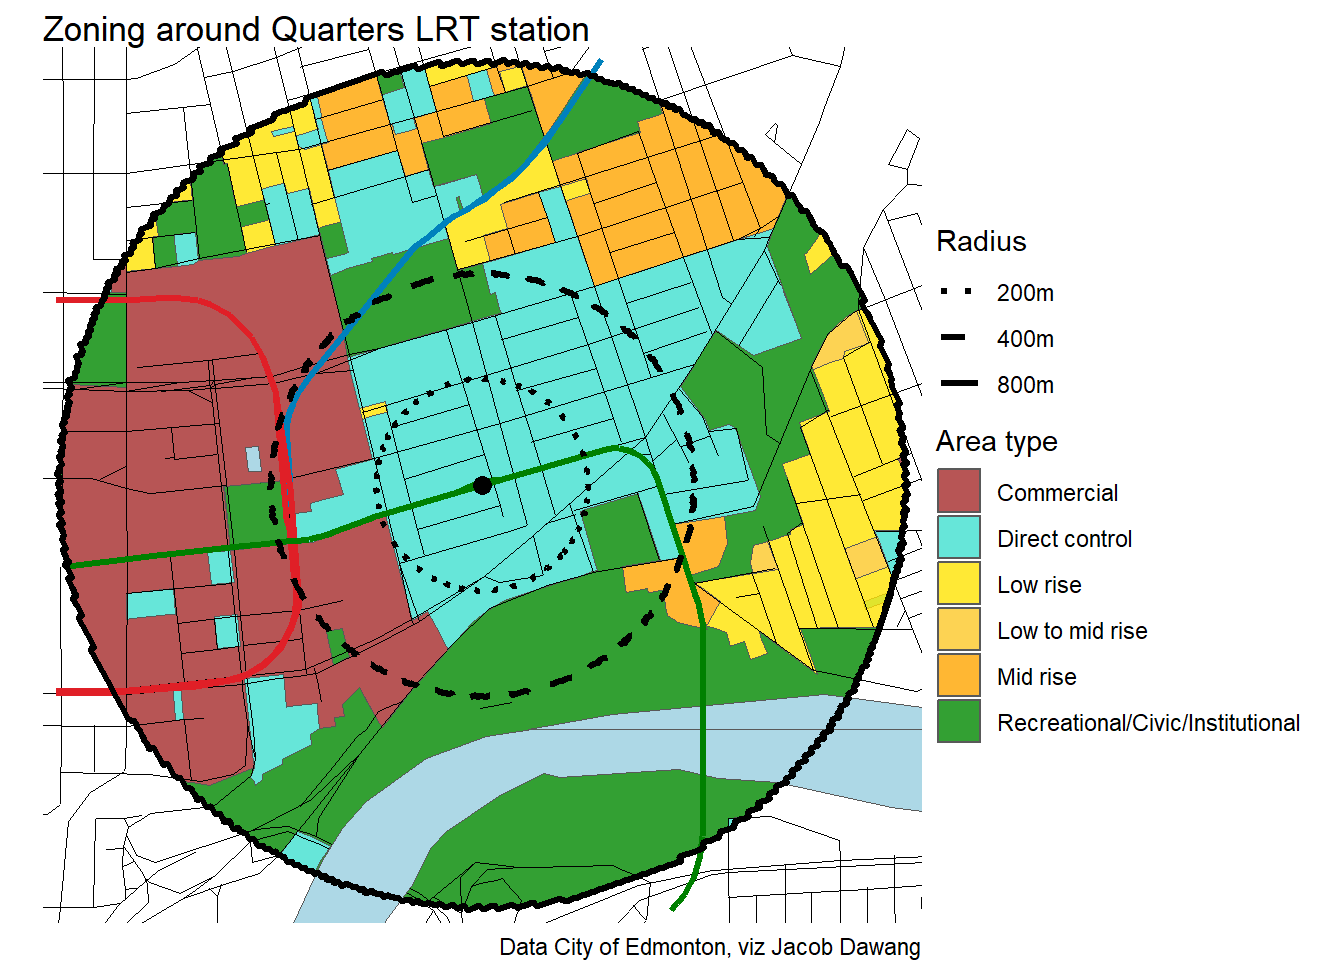 Zoning around Quarters LRT station
Radius
200m
400m
800m
Area type
Commercial
Direct control
Low rise
Low to mid rise
Mid rise
Recreational/Civic/Institutional
Data City of Edmonton, viz Jacob Dawang